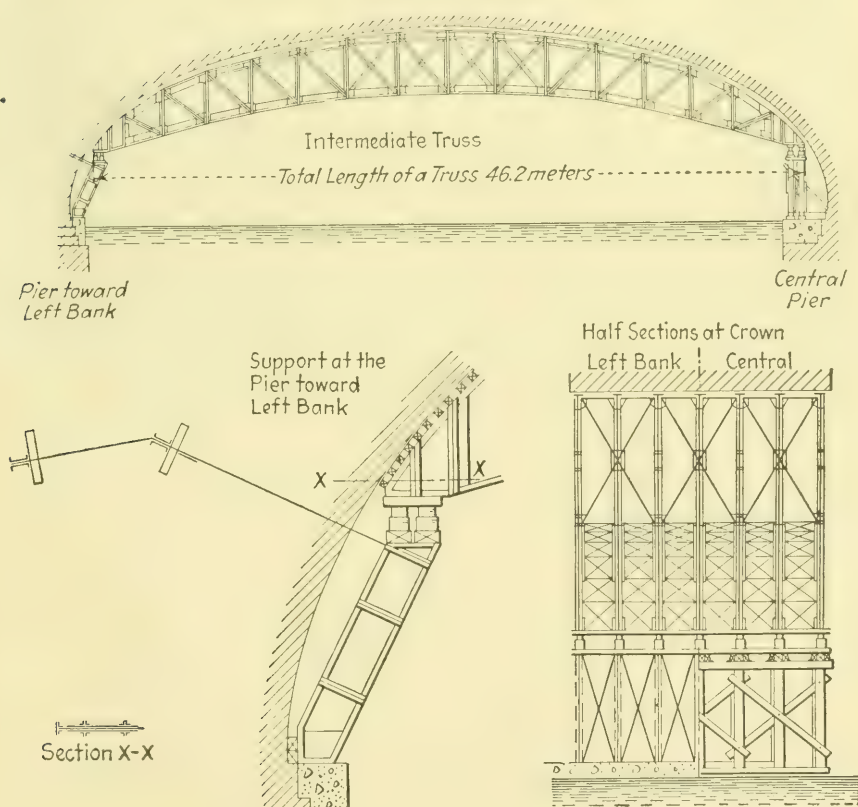 Intermediate Truss
Total Length of a Truss 46.2 meters
Pier toward
Left Bank
Central
Pier
Support at the
Pier toward
Left Bank
X
X
Half Sections at Crown
Left Bank
Central
Section X-X